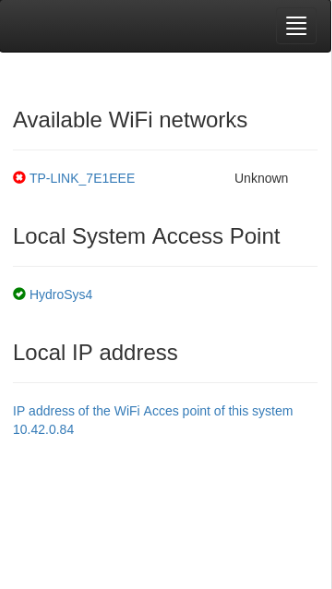 Available WiFi networks
TP-LINK_7E1EEE Unknown
Local System Access Point
HydroSys4
Local IP address
IP address of the WiFi Acces point of this system
10.42.0.84